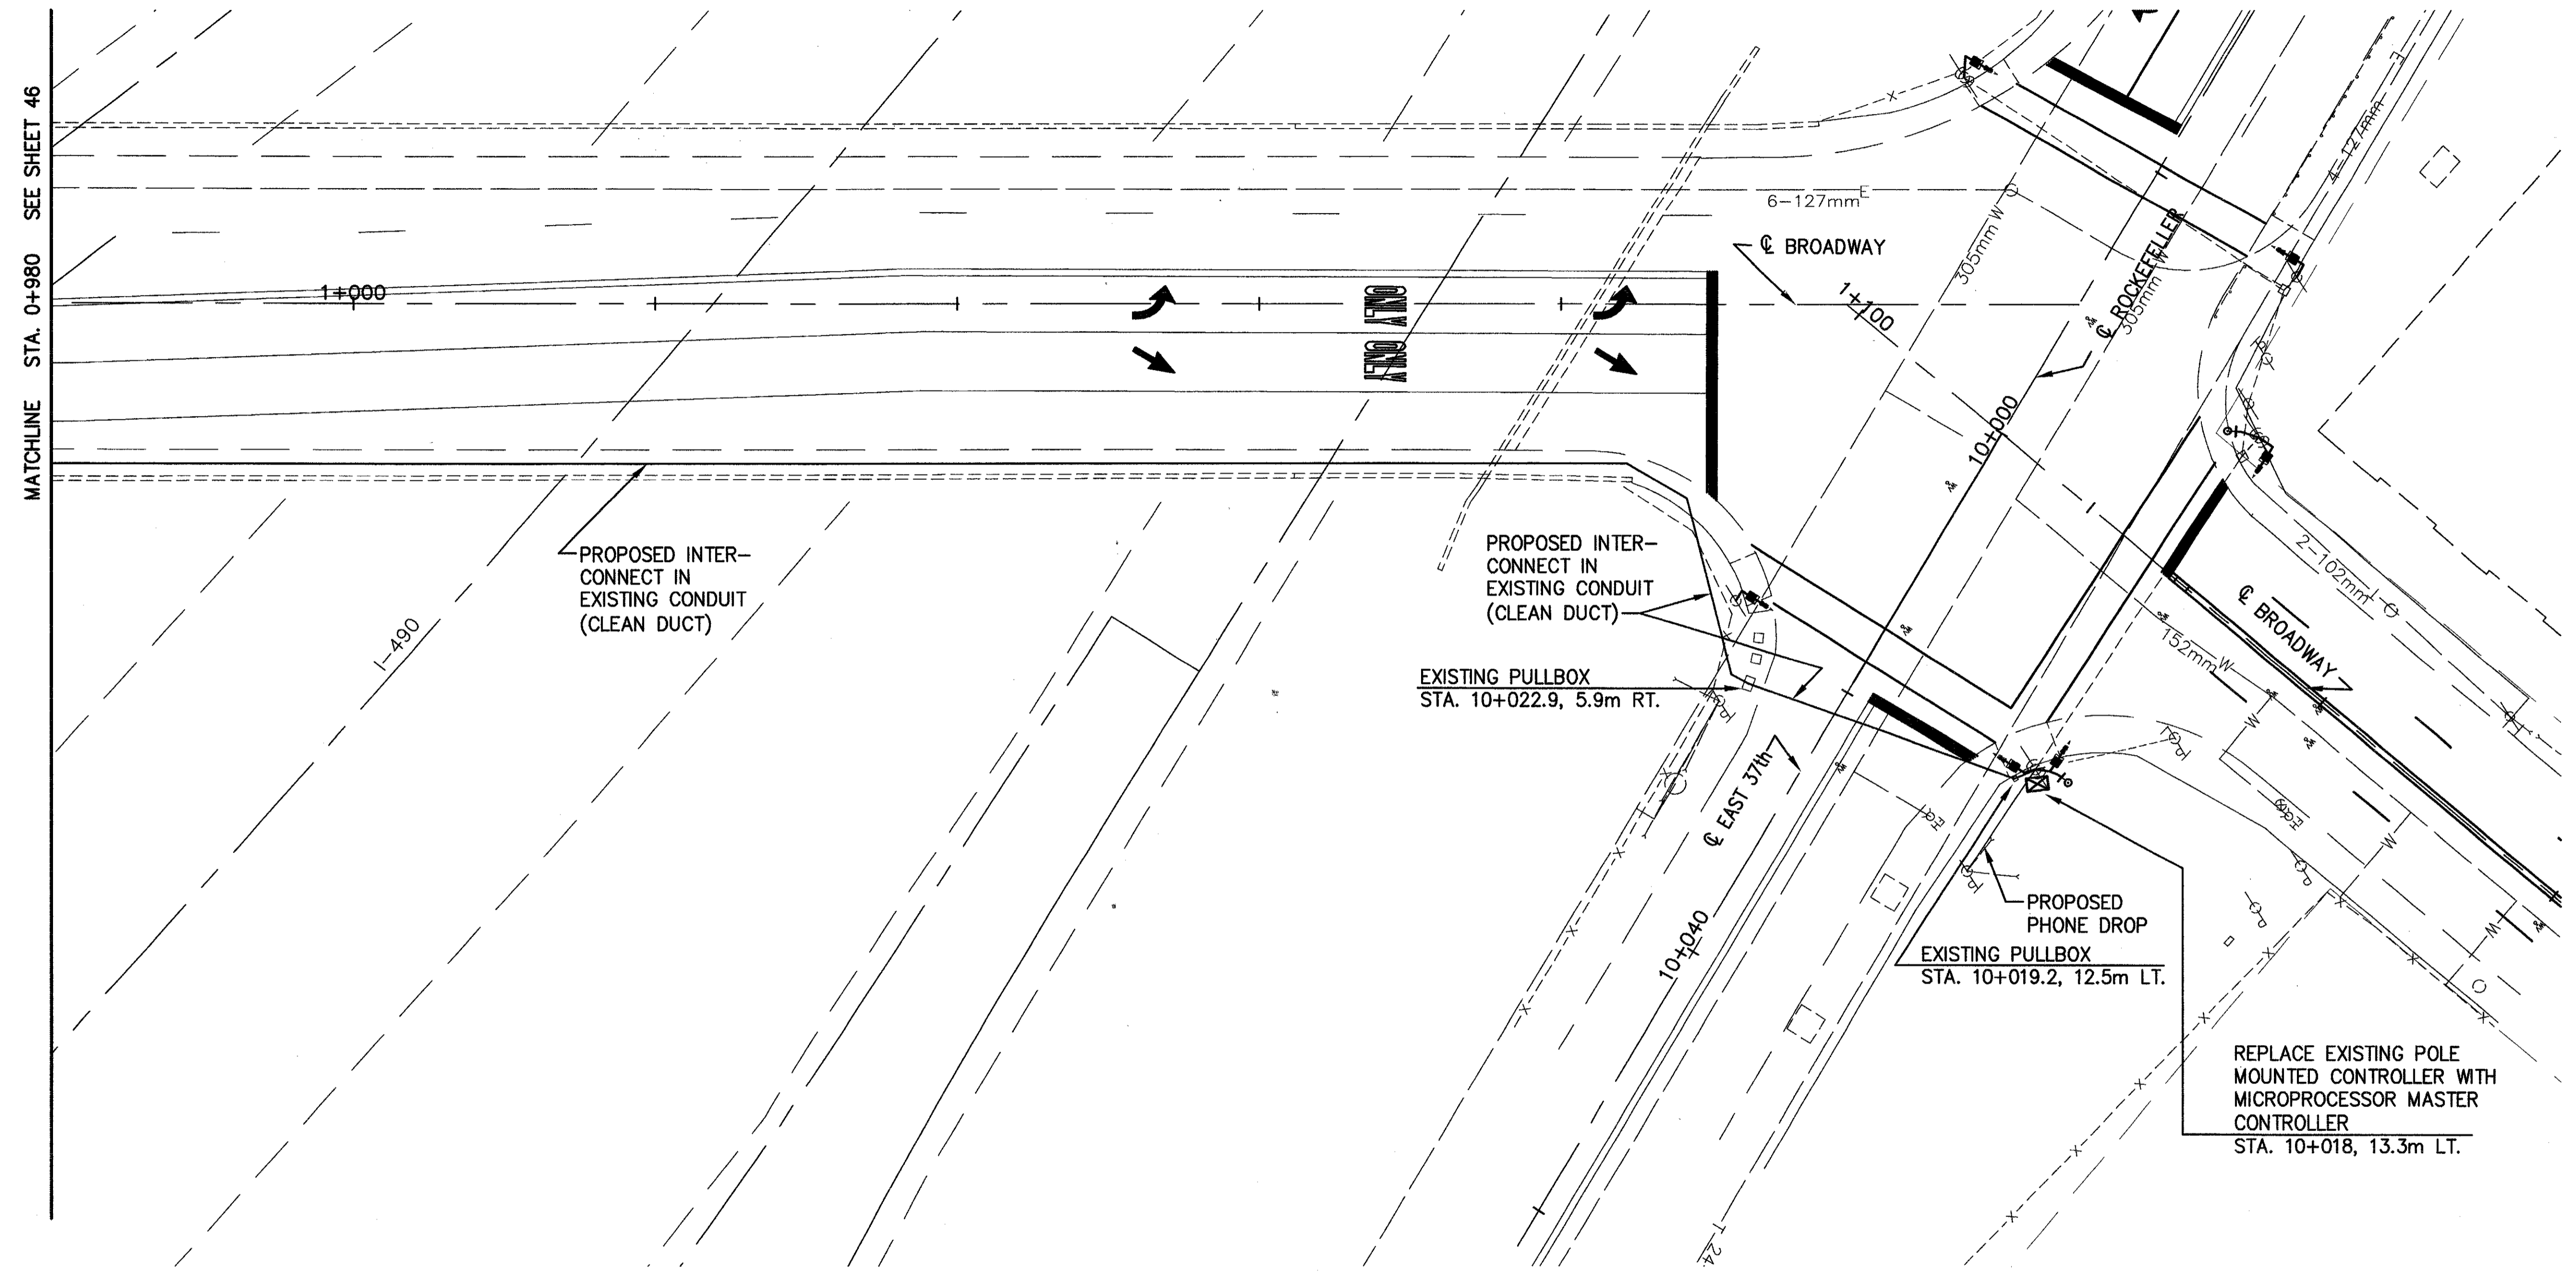 MATCHLINE STA. 0+980 SEE SHEET 46
1+000
ONLY
ONLY
6-127mm E
℄ BROADWAY
1+100
305mm W
℄ ROCKEFELLER
305mm W
4-127mm
E
10+000
PROPOSED INTER-
CONNECT IN
EXISTING CONDUIT
(CLEAN DUCT)
I-490
PROPOSED INTER-
CONNECT IN
EXISTING CONDUIT
(CLEAN DUCT)
EXISTING PULLBOX
STA. 10+022.9, 5.9m RT.
℄ EAST 37th
10+040
2-102mm
℄ BROADWAY
152mm W
W
W
W
PROPOSED
PHONE DROP
EXISTING PULLBOX
STA. 10+019.2, 12.5m LT.
REPLACE EXISTING POLE
MOUNTED CONTROLLER WITH
MICROPROCESSOR MASTER
CONTROLLER
STA. 10+018, 13.3m LT.
T 24